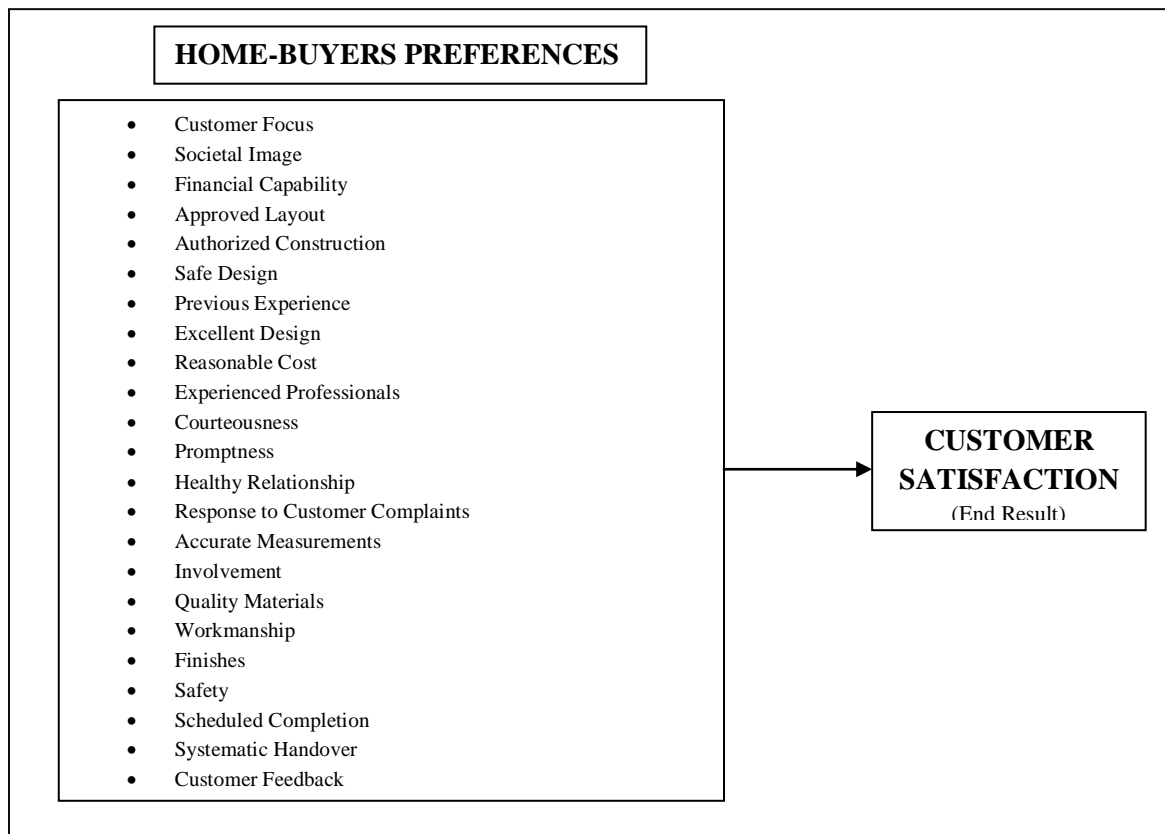 HOME-BUYERS PREFERENCES
• Customer Focus
• Societal Image
• Financial Capability
• Approved Layout
• Authorized Construction
• Safe Design
• Previous Experience
• Excellent Design
• Reasonable Cost
• Experienced Professionals
• Courteousness
• Promptness
• Healthy Relationship
• Response to Customer Complaints
• Accurate Measurements
• Involvement
• Quality Materials
• Workmanship
• Finishes
• Safety
• Scheduled Completion
• Systematic Handover
• Customer Feedback
CUSTOMER
SATISFACTION
(End Result)